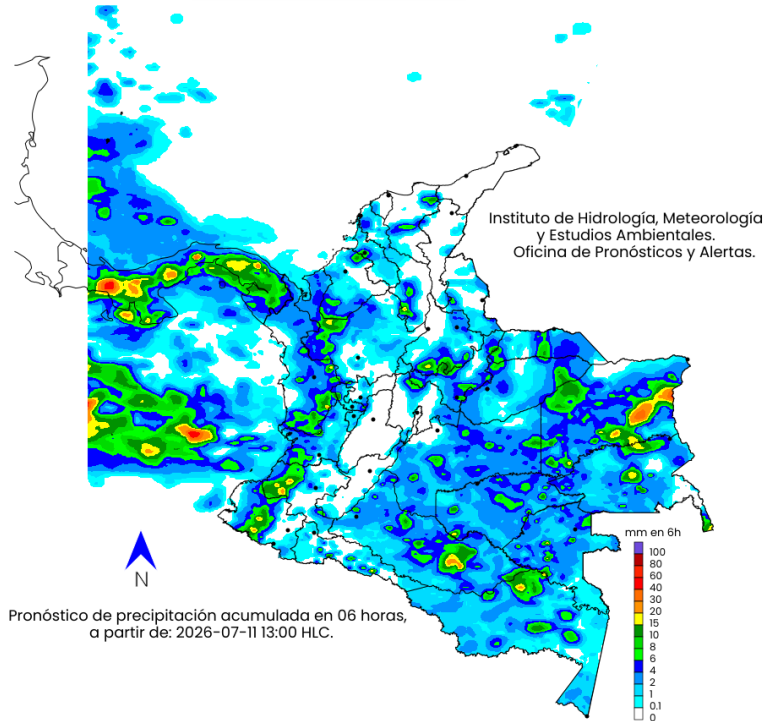 Instituto de Hidrología, Meteorología
y Estudios Ambientales.
Oficina de Pronósticos y Alertas.
N
Pronóstico de precipitación acumulada en 06 horas,
a partir de: 2026-07-11 13:00 HLC.
mm en 6h
100
80
60
40
30
20
15
10
8
6
4
2
1
0.1
0